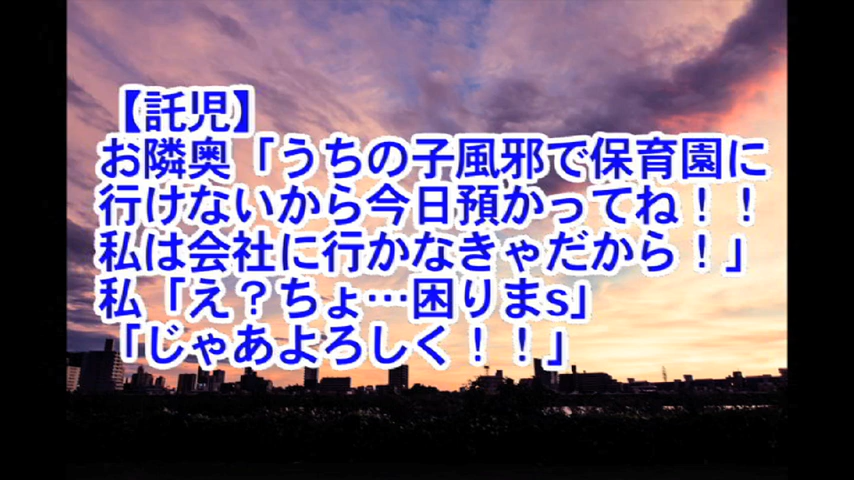 【託児】
お隣奥「うちの子風邪で保育園に
行けないから今日預かってね！！
私は会社に行かなきゃだから！」
私「え？ちょ…困りまs」
「じゃあよろしく！！」